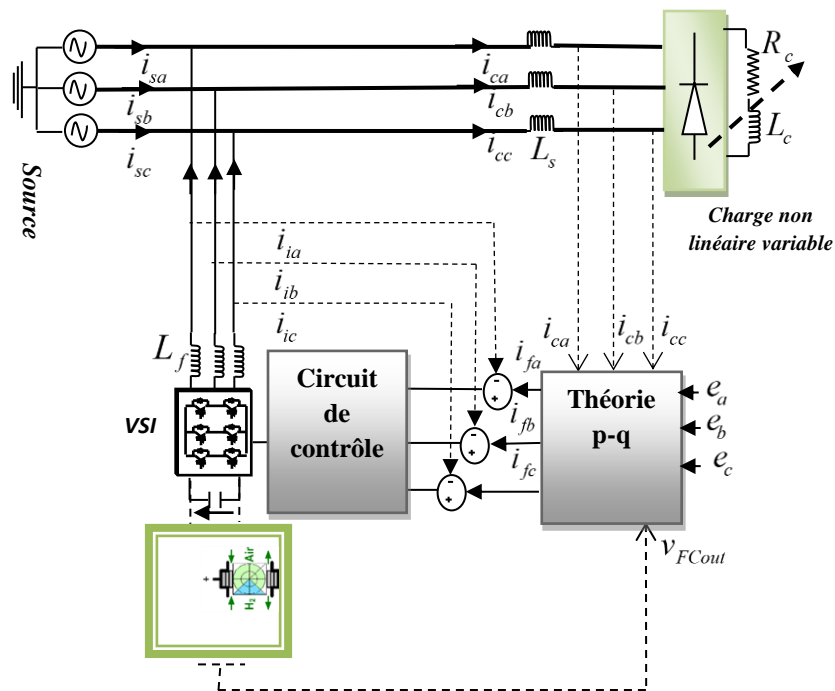 i_sa
i_sb
i_sc
Source
i_ca
i_cb
i_cc
L_s
R_c
L_c
Charge non
linéaire variable
i_ia
i_ib
i_ic
L_f
VSI
Circuit
de
contrôle
-
+
-
+
-
+
i_fa
i_fb
i_fc
i_ca
i_cb
i_cc
Théorie
p-q
e_a
e_b
e_c
v_FCout
+
Air
H₂